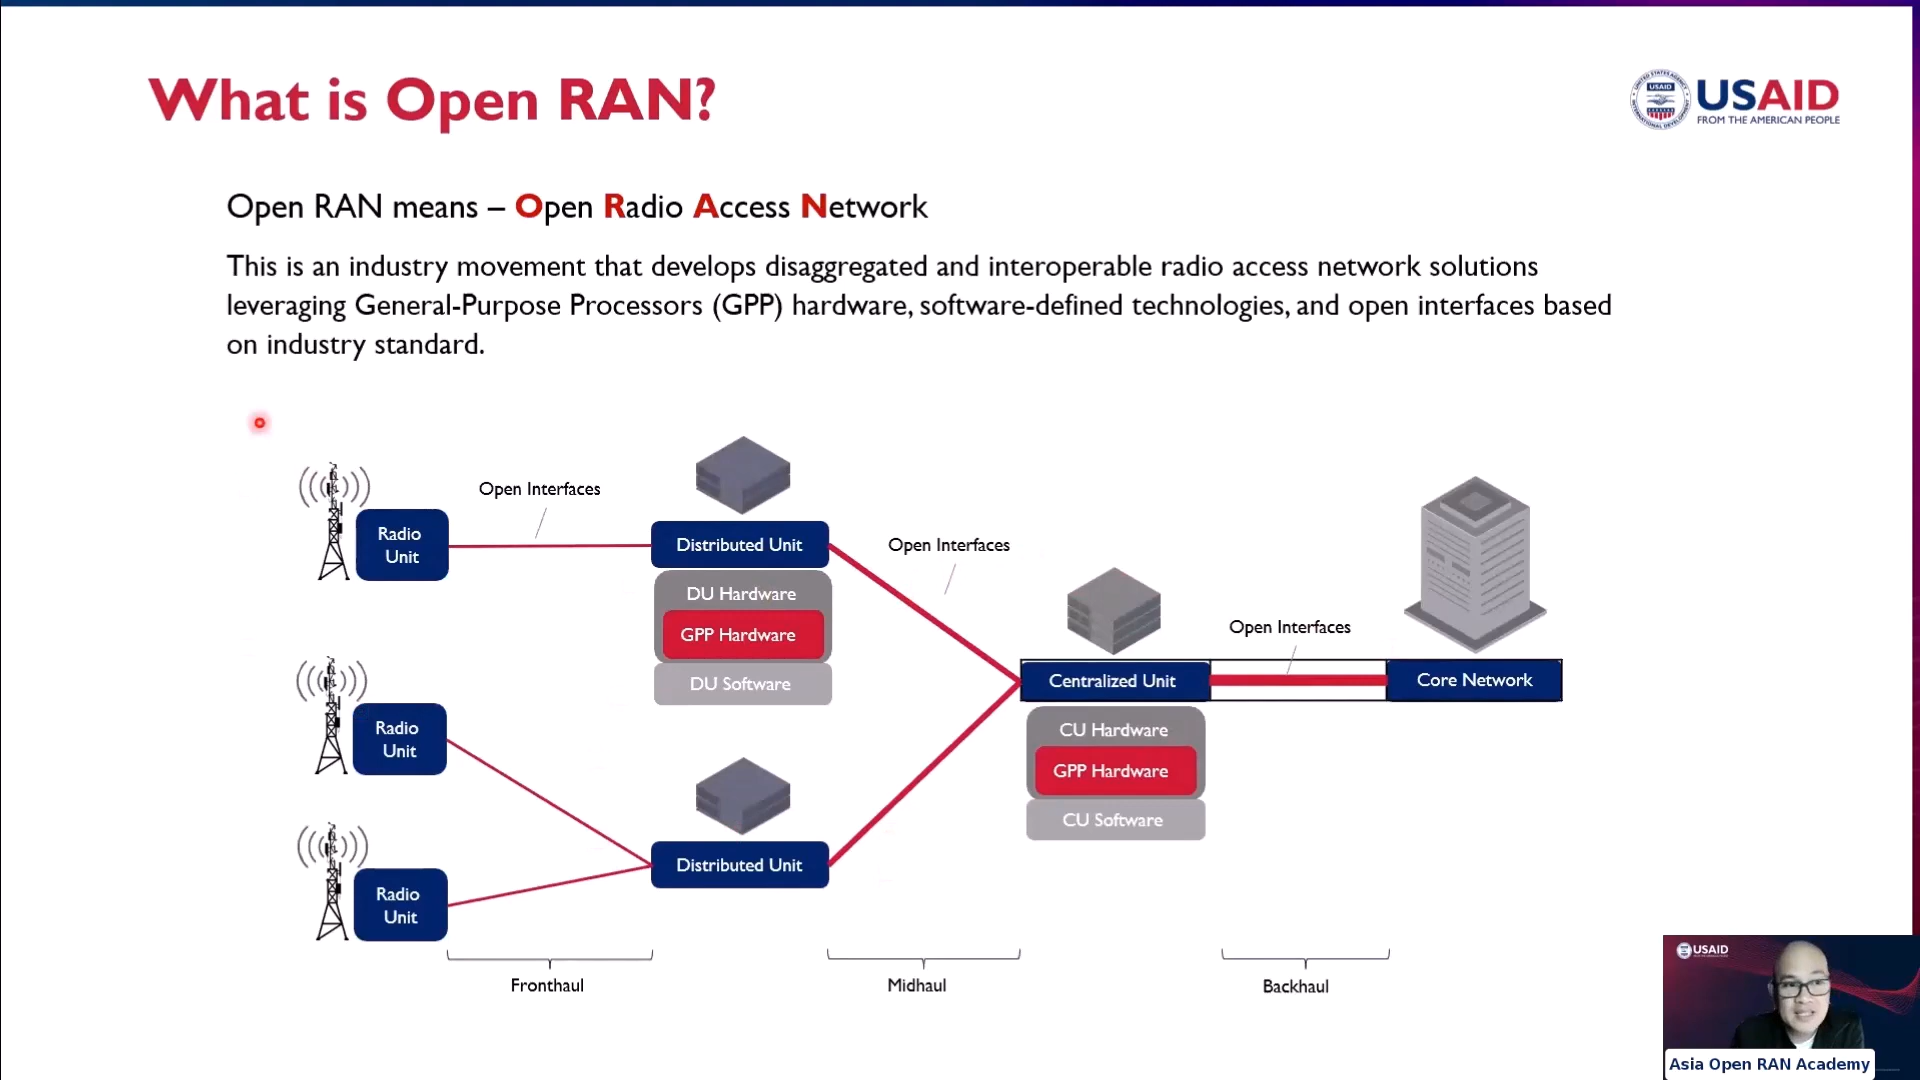 What is Open RAN?
USAID
FROM THE AMERICAN PEOPLE
Open RAN means – Open Radio Access Network
This is an industry movement that develops disaggregated and interoperable radio access network solutions
leveraging General-Purpose Processors (GPP) hardware, software-defined technologies, and open interfaces based
on industry standard.
Open Interfaces
Radio
Unit
Distributed Unit
DU Hardware
GPP Hardware
DU Software
Open Interfaces
Open Interfaces
Centralized Unit
Core Network
CU Hardware
GPP Hardware
CU Software
Radio
Unit
Distributed Unit
Radio
Unit
Fronthaul
Midhaul
Backhaul
USAID
Asia Open RAN Academy